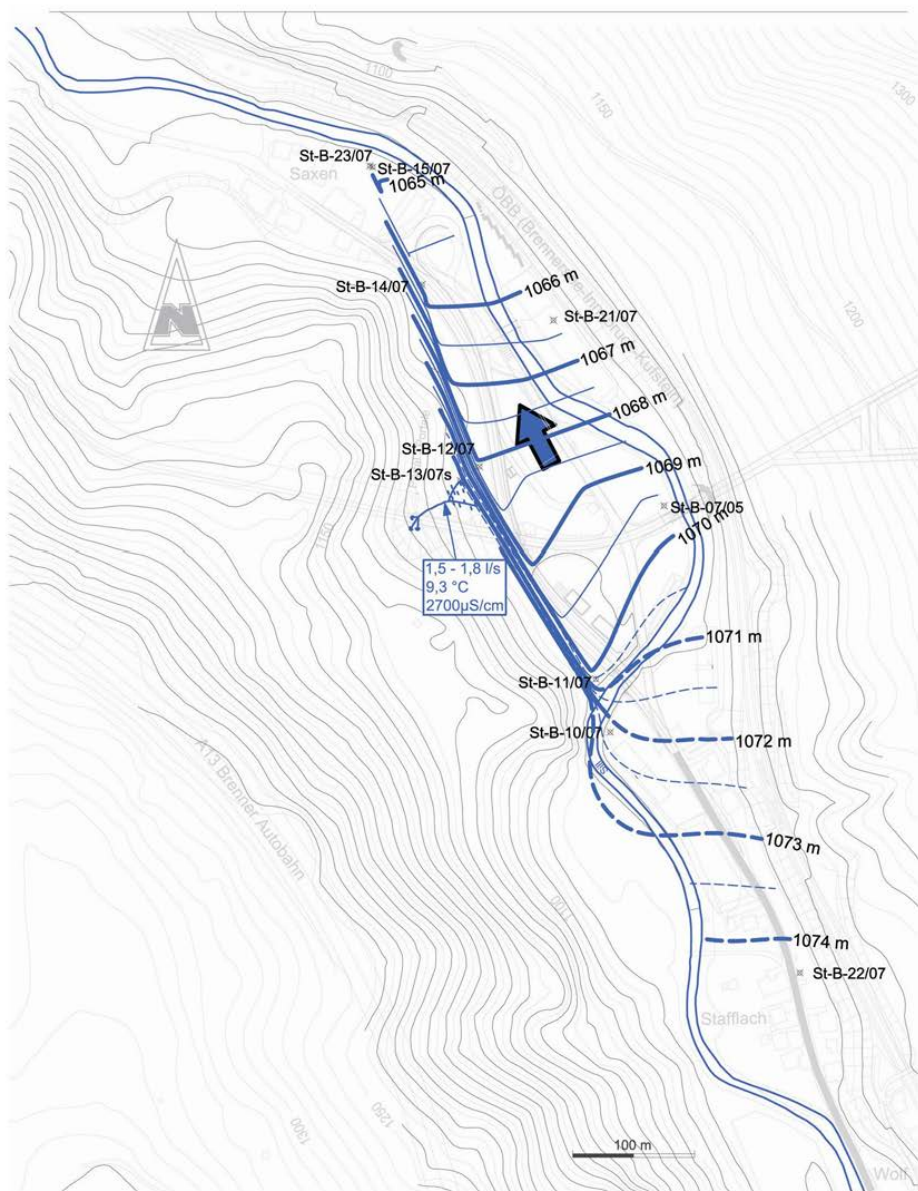 1100
1150
1300
St-B-23/07
St-B-15/07
Saxen
1065 m
1200
St-B-14/07
1066 m
St-B-21/07
1067 m
1068 m
N
St-B-12/07
St-B-13/07s
1069 m
St-B-07/05
1070 m
1150
1,5 - 1,8 l/s
9,3 °C
2700µS/cm
1071 m
St-B-11/07
St-B-10/07
1072 m
A13 Brenner Autobahn
1073 m
1100
1074 m
St-B-22/07
Stafflach
1250
1300
100 m
Wolf